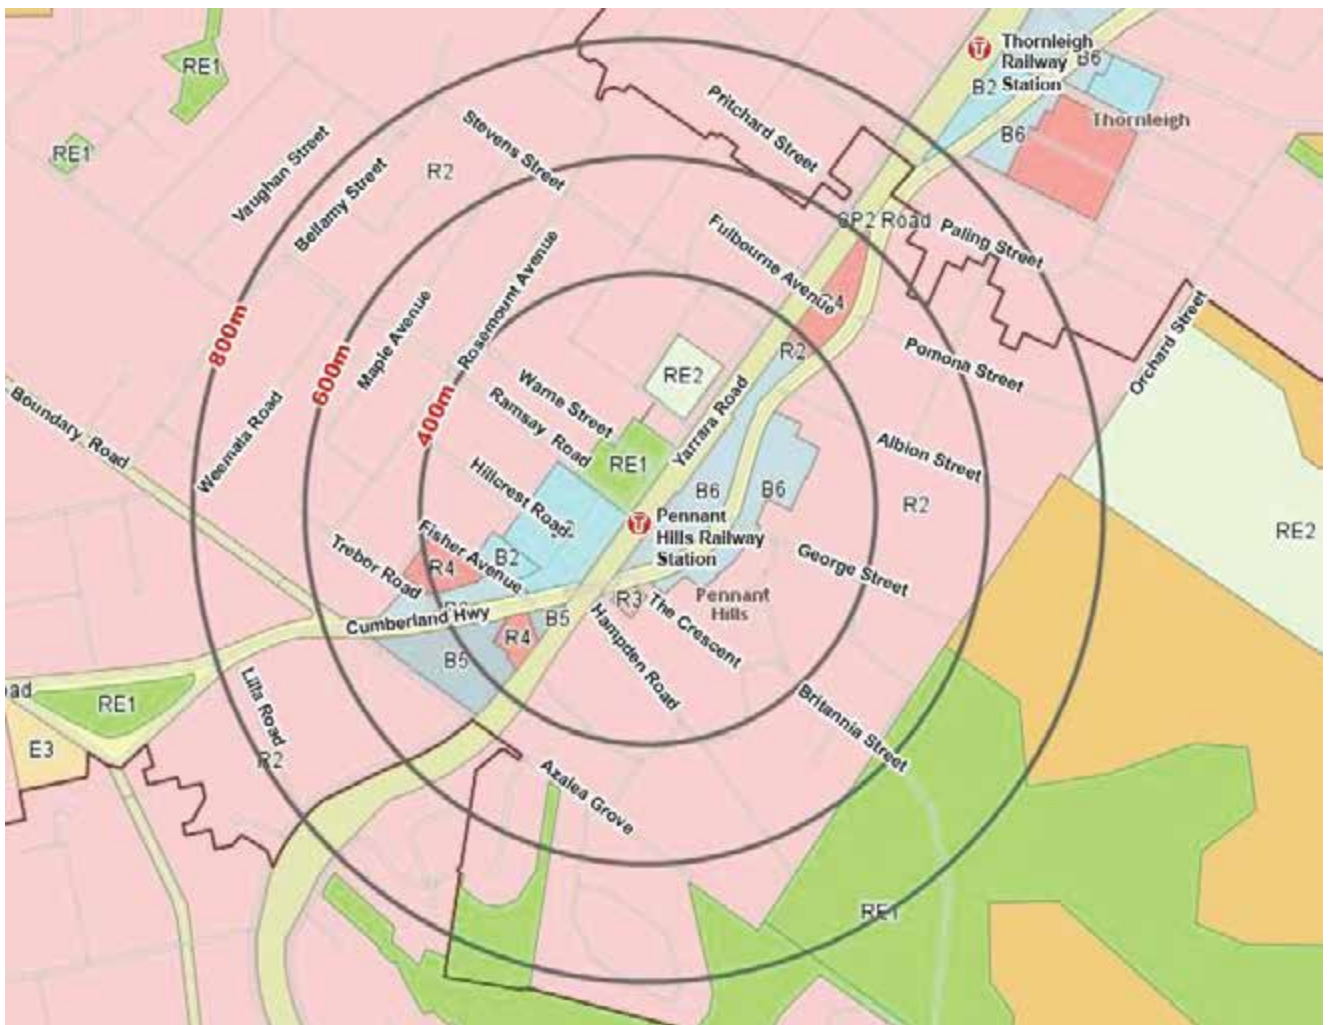 Thornleigh
Railway
Station
B6
B2
Thornleigh
B6
RE1
RE1
Pritchard Street
Stevens Street
R2
Vaughan Street
Bellamy Street
SP2 Road
Paling Street
Fulbourne Avenue
Rosemount Avenue
Maple Avenue
800m
600m
400m
R2
Pomona Street
Orchard Street
RE2
Warne Street
Ramsay Road
Yarrara Road
Boundary Road
Weemala Road
Albion Street
RE1
Hillcrest Road
B6
B6
R2
RE2
Pennant
Hills Railway
Station
Fisher Avenue
B2
R4
Trebor Road
George Street
R3
The Crescent
Pennant
Hills
Cumberland Hwy
B5
R4
B5
Hampden Road
RE1
Lilla Road
R2
E3
Britannia Street
Azalea Grove
RE1